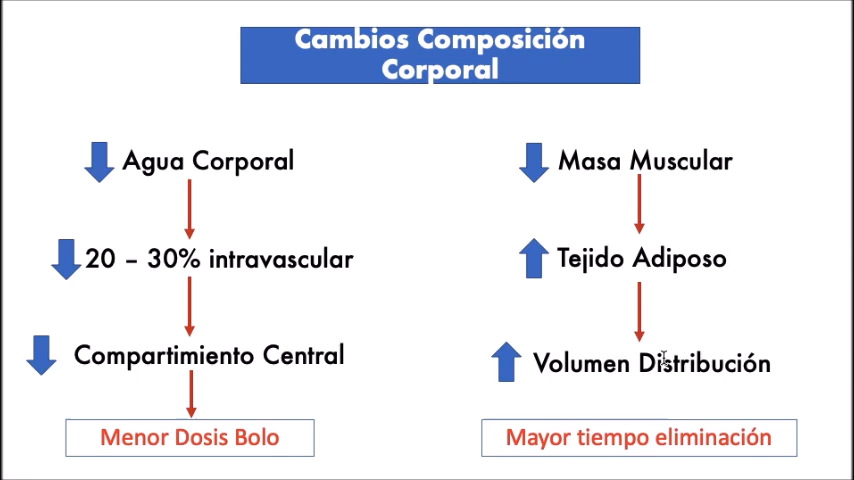 Cambios Composición
Corporal
Agua Corporal
20 – 30% intravascular
Compartimiento Central
Menor Dosis Bolo
Masa Muscular
Tejido Adiposo
Volumen Distribución
Mayor tiempo eliminación